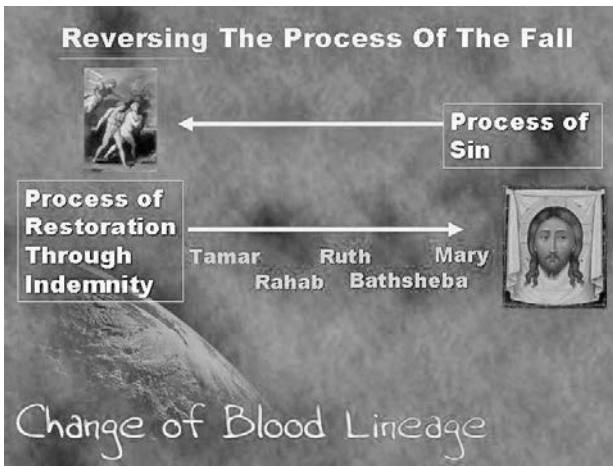 Reversing The Process Of The Fall
Process of
Sin
Process of
Restoration
Through
Indemnity
Tamar Ruth Mary
Rahab Bathsheba
Change of Blood Lineage